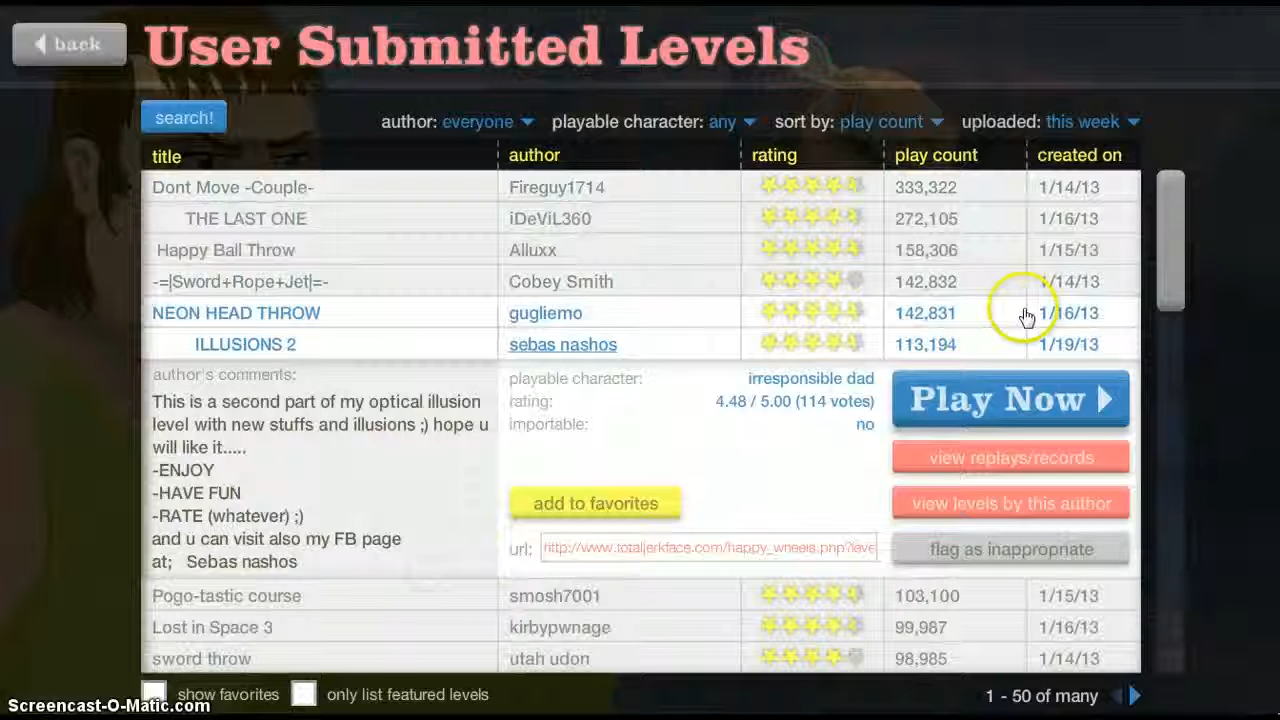 back
User Submitted Levels
search!
author: everyone
playable character: any
sort by: play count
uploaded: this week
title author rating play count created on
Dont Move -Couple- Fireguy1714 333,322 1/14/13
THE LAST ONE iDeViL360 272,105 1/16/13
Happy Ball Throw Alluxx 158,306 1/15/13
-=|Sword+Rope+Jet|=- Cobey Smith 142,832 1/14/13
NEON HEAD THROW gugliemo 142,831 1/16/13
ILLUSIONS 2 sebas nashos 113,194 1/19/13
author's comments:
This is a second part of my optical illusion
level with new stuffs and illusions ;) hope u
will like it.....
-ENJOY
-HAVE FUN
-RATE (whatever) ;)
and u can visit also my FB page
at; Sebas nashos
playable character: irresponsible dad
rating: 4.48 / 5.00 (114 votes)
importable: no
add to favorites
url: http://www.totaljerkface.com/happy_wheels.php?leve
Play Now
view replays/records
view levels by this author
flag as inappropriate
Pogo-tastic course smosh7001 103,100 1/15/13
Lost in Space 3 kirbypwnage 99,987 1/16/13
sword throw utah udon 98,985 1/14/13
show favorites
only list featured levels
1 - 50 of many
Screencast-O-Matic.com